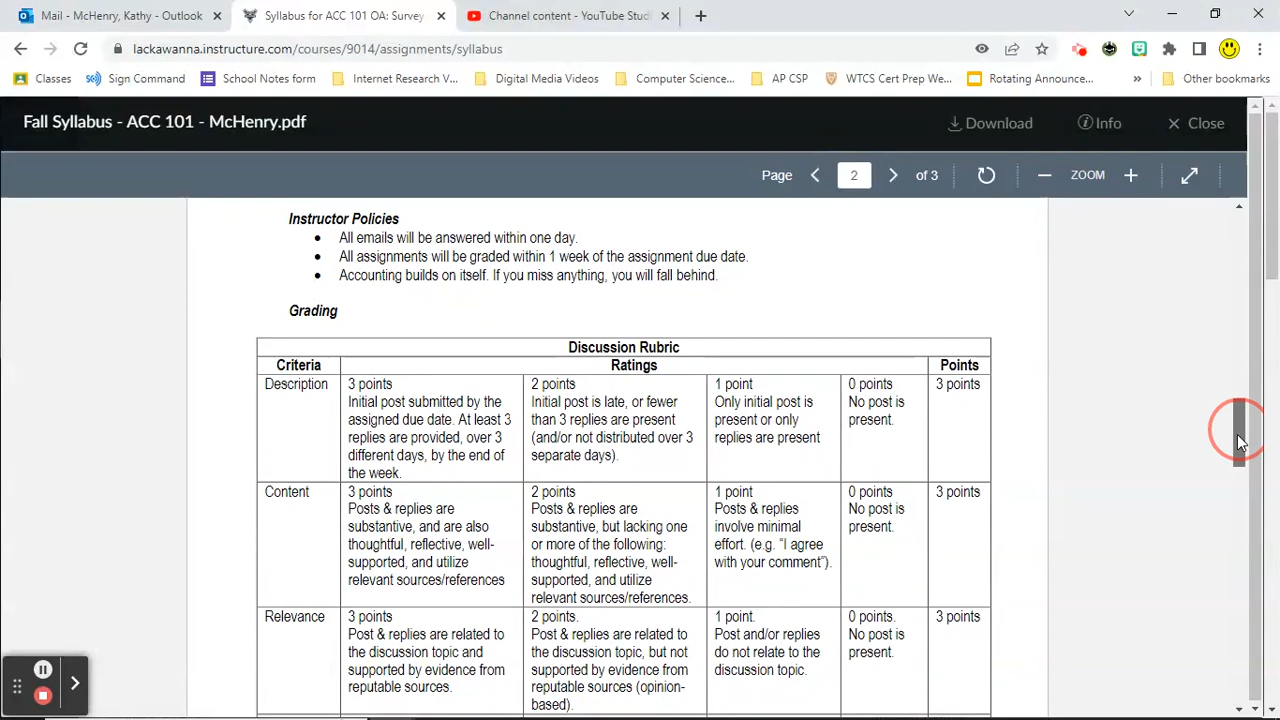 Mail - McHenry, Kathy - Outlook
Syllabus for ACC 101 OA: Survey
Channel content - YouTube Stud
lackawanna.instructure.com/courses/9014/assignments/syllabus
Classes
Sign Command
School Notes form
Internet Research V...
Digital Media Videos
Computer Science...
AP CSP
WTCS Cert Prep We...
Rotating Announce...
Other bookmarks
Fall Syllabus - ACC 101 - McHenry.pdf
Download
Info
Close
Page
2
of 3
ZOOM
Instructor Policies
• All emails will be answered within one day.
• All assignments will be graded within 1 week of the assignment due date.
• Accounting builds on itself. If you miss anything, you will fall behind.
Grading
Discussion Rubric
Criteria
Ratings
Points
Description
3 points
Initial post submitted by the
assigned due date. At least 3
replies are provided, over 3
different days, by the end of
the week.
2 points
Initial post is late, or fewer
than 3 replies are present
(and/or not distributed over 3
separate days).
1 point
Only initial post is
present or only
replies are present
0 points
No post is
present.
3 points
Content
3 points
Posts & replies are
substantive, and are also
thoughtful, reflective, well-
supported, and utilize
relevant sources/references
2 points
Posts & replies are
substantive, but lacking one
or more of the following:
thoughtful, reflective, well-
supported, and utilize
relevant sources/references.
1 point
Posts & replies
involve minimal
effort. (e.g. “I agree
with your comment”).
0 points
No post is
present.
3 points
Relevance
3 points
Post & replies are related to
the discussion topic and
supported by evidence from
reputable sources.
2 points.
Post & replies are related to
the discussion topic, but not
supported by evidence from
reputable sources (opinion-
based).
1 point.
Post and/or replies
do not relate to the
discussion topic.
0 points.
No post is
present.
3 points